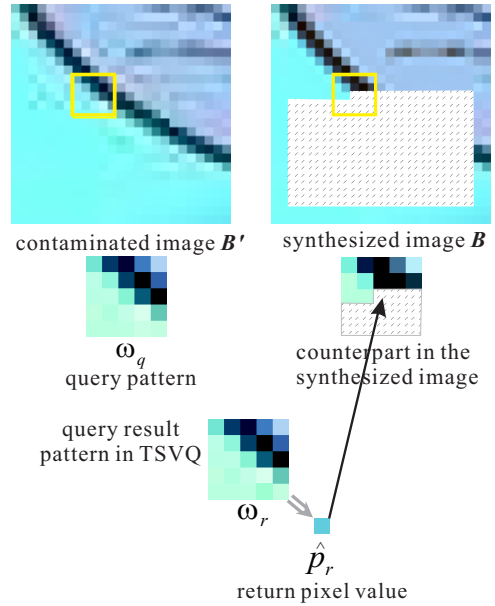 contaminated image B'
synthesized image B
ω_q
query pattern
counterpart in the
synthesized image
query result
pattern in TSVQ
ω_r
p̂_r
return pixel value